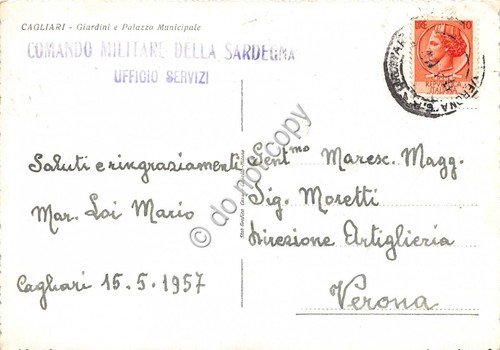 CAGLIARI - Giardini e Palazzo Municipale
COMANDO MILITARE DELLA SARDEGNA
UFFICIO SERVIZI
Saluti e ringraziamenti
Mar. Loi Mario
Cagliari 15.5.1957
Gent.mo Maresc. Magg.
Sig. Moretti
Direzione Artiglieria
Verona
10
VERONA
do not copy